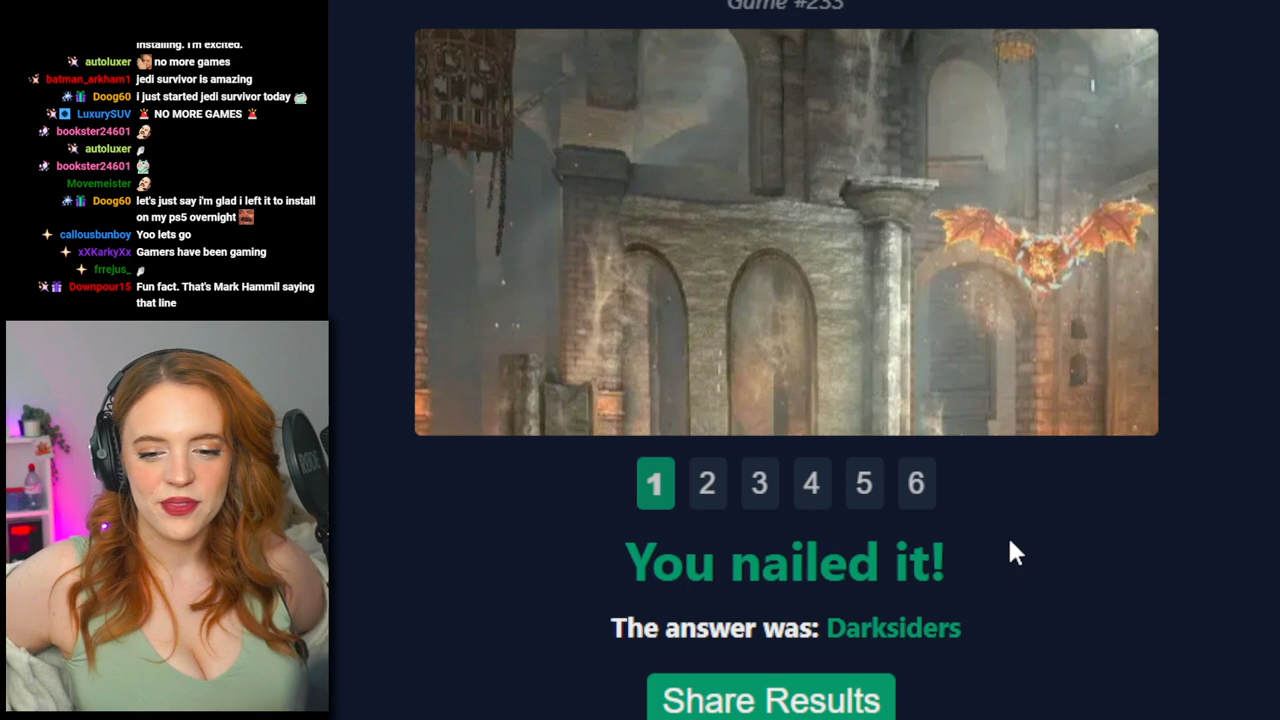 installing. I'm excited.
autoluxer no more games
batman_arkham1 jedi survivor is amazing
Doog60 i just started jedi survivor today
LuxurySUV NO MORE GAMES
bookster24601
autoluxer
bookster24601
Movemeister
Doog60 let's just say i'm glad i left it to install
on my ps5 overnight
callousbunboy Yoo lets go
xXKarkyXx Gamers have been gaming
frrejus_
Downpour15 Fun fact. That's Mark Hammil saying
that line
RØDE
Game #233
1 2 3 4 5 6
You nailed it!
The answer was: Darksiders
Share Results